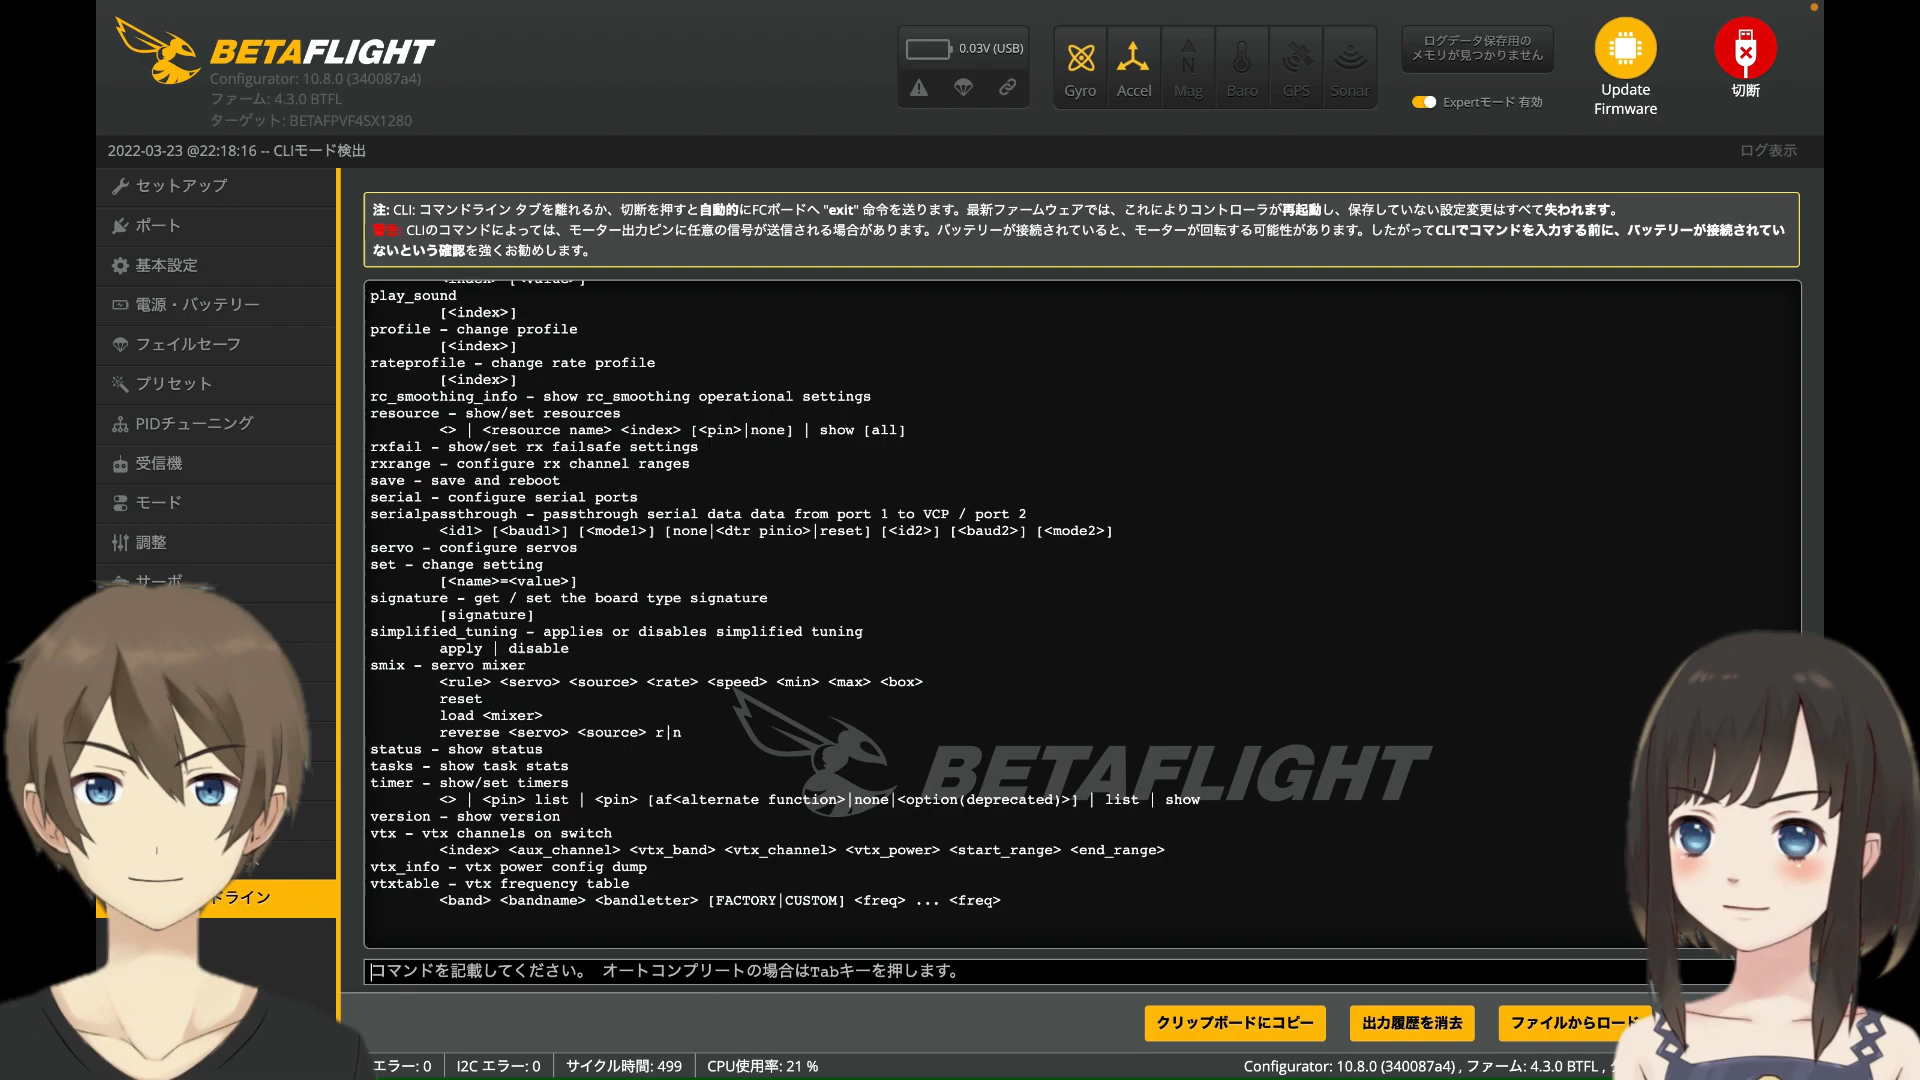 BETAFLIGHT
Configurator: 10.8.0 (340087a4)
ファーム: 4.3.0 BTFL
ターゲット: BETAFPVF4SX1280
0.03V (USB)
Gyro
Accel
Mag
Baro
GPS
Sonar
ログデータ保存用の
メモリが見つかりません
Expertモード 有効
Update
Firmware
切断
2022-03-23 @22:18:16 -- CLIモード検出
ログ表示
セットアップ
ポート
基本設定
電源・バッテリー
フェイルセーフ
プリセット
PIDチューニング
受信機
モード
調整
サーボ
ドライン
注: CLI: コマンドライン タブを離れるか、切断を押すと自動的にFCボードへ "exit" 命令を送ります。最新ファームウェアでは、これによりコントローラが再起動し、保存していない設定変更はすべて失われます。
警告: CLIのコマンドによっては、モーター出力ピンに任意の信号が送信される場合があります。バッテリーが接続されていると、モーターが回転する可能性があります。したがってCLIでコマンドを入力する前に、バッテリーが接続されてい
ないという確認を強くお勧めします。
<index> [<value>]
play_sound
[<index>]
profile - change profile
[<index>]
rateprofile - change rate profile
[<index>]
rc_smoothing_info - show rc_smoothing operational settings
resource - show/set resources
<> | <resource name> <index> [<pin>|none] | show [all]
rxfail - show/set rx failsafe settings
rxrange - configure rx channel ranges
save - save and reboot
serial - configure serial ports
serialpassthrough - passthrough serial data data from port 1 to VCP / port 2
<id1> [<baud1>] [<mode1>] [none|<dtr pinio>|reset] [<id2>] [<baud2>] [<mode2>]
servo - configure servos
set - change setting
[<name>=<value>]
signature - get / set the board type signature
[signature]
simplified_tuning - applies or disables simplified tuning
apply | disable
smix - servo mixer
<rule> <servo> <source> <rate> <speed> <min> <max> <box>
reset
load <mixer>
reverse <servo> <source> r|n
status - show status
tasks - show task stats
timer - show/set timers
<> | <pin> list | <pin> [af<alternate function>|none|<option(deprecated)>] | list | show
version - show version
vtx - vtx channels on switch
<index> <aux_channel> <vtx_band> <vtx_channel> <vtx_power> <start_range> <end_range>
vtx_info - vtx power config dump
vtxtable - vtx frequency table
<band> <bandname> <bandletter> [FACTORY|CUSTOM] <freq> ... <freq>
BETAFLIGHT
コマンドを記載してください。 オートコンプリートの場合はTabキーを押します。
クリップボードにコピー
出力履歴を消去
ファイルからロード
エラー: 0
I2C エラー: 0
サイクル時間: 499
CPU使用率: 21 %
Configurator: 10.8.0 (340087a4) , ファーム: 4.3.0 BTFL ,